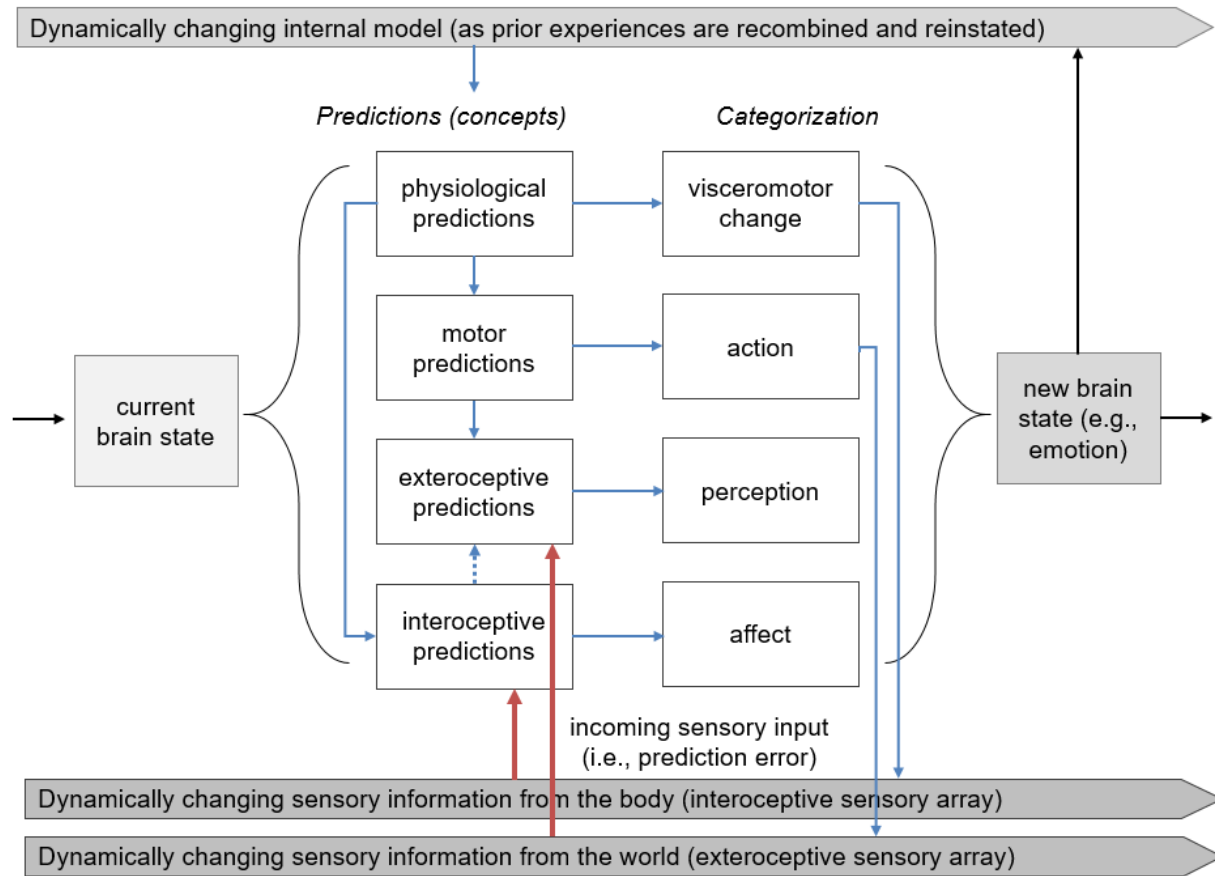 Dynamically changing internal model (as prior experiences are recombined and reinstated)
Predictions (concepts)
Categorization
physiological
predictions
visceromotor
change
motor
predictions
action
current
brain state
new brain
state (e.g.,
emotion)
exteroceptive
predictions
perception
interoceptive
predictions
affect
incoming sensory input
(i.e., prediction error)
Dynamically changing sensory information from the body (interoceptive sensory array)
Dynamically changing sensory information from the world (exteroceptive sensory array)